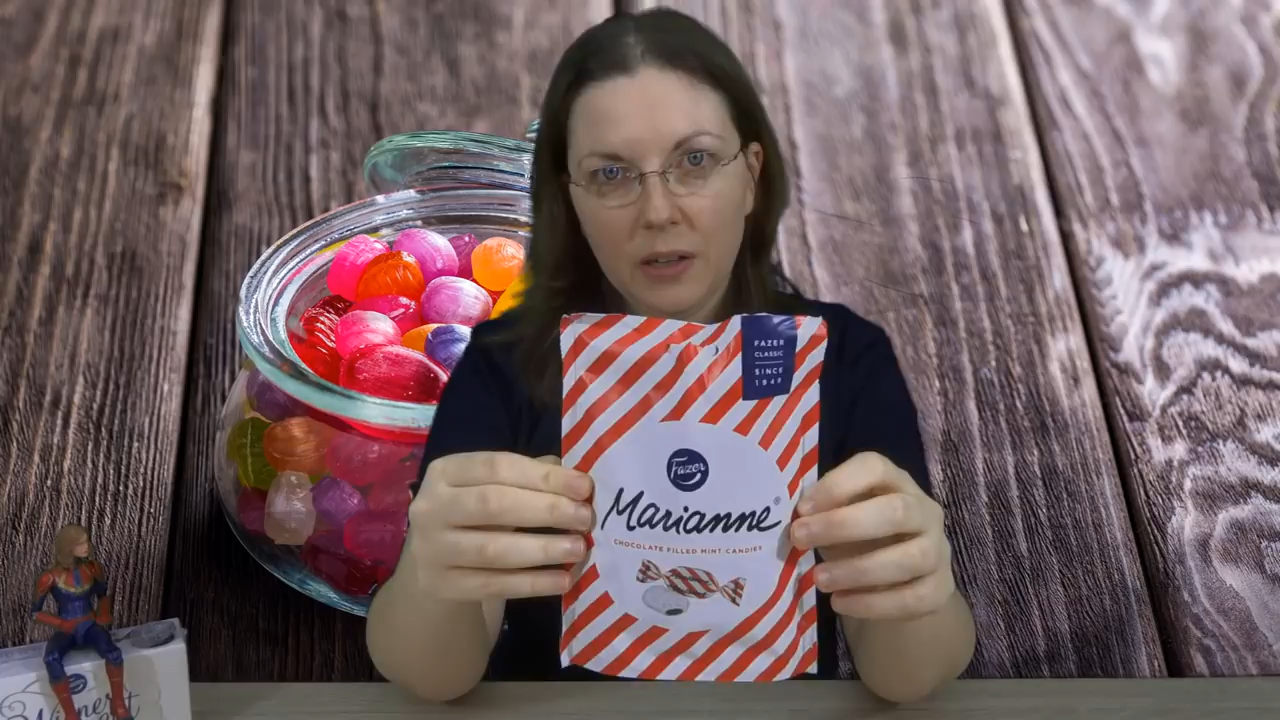 FAZER
CLASSIC
SINCE
1949
Fazer
Marianne®
CHOCOLATE FILLED MINT CANDIES